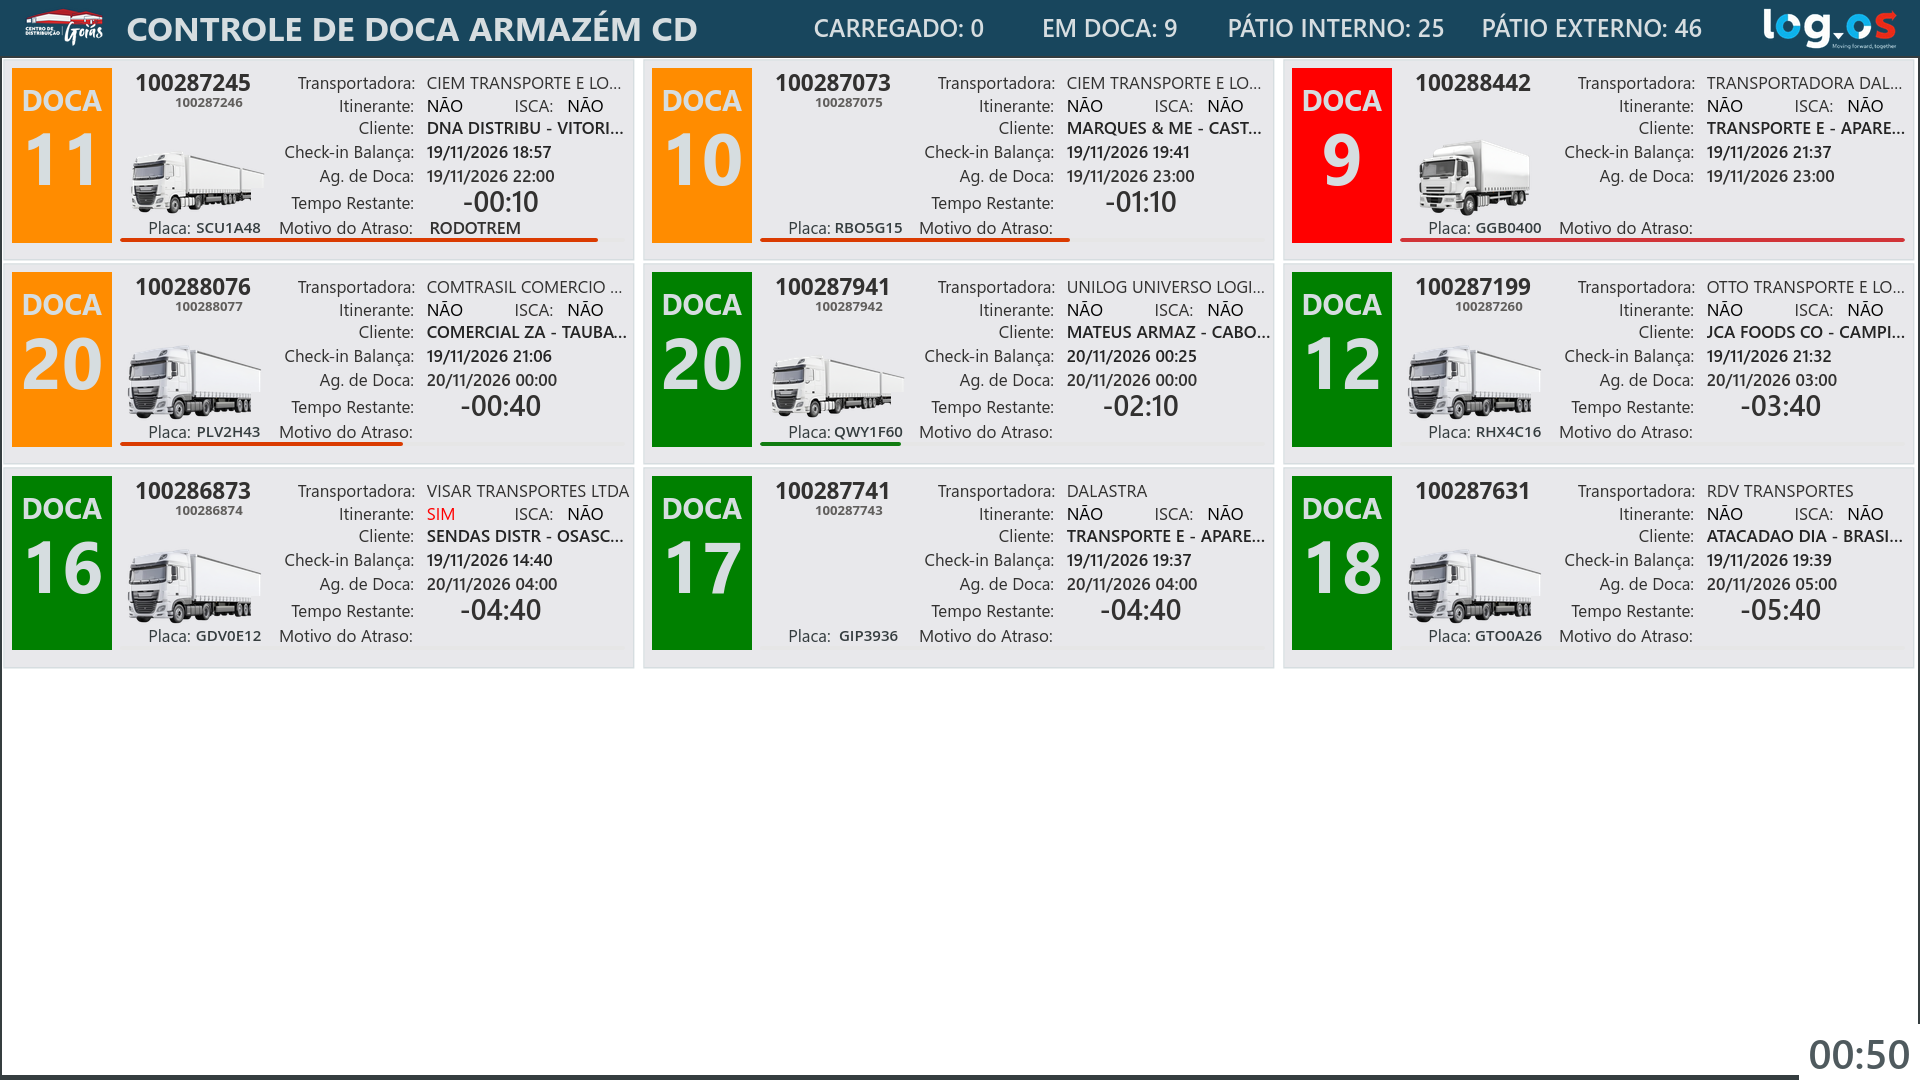 CENTRO DE DISTRIBUIÇÃO Goiás
CONTROLE DE DOCA ARMAZÉM CD
CARREGADO: 0
EM DOCA: 9
PÁTIO INTERNO: 25
PÁTIO EXTERNO: 46
log.os
Moving forward, together
DOCA
11
100287245
100287246
Placa: SCU1A48
Transportadora: CIEM TRANSPORTE E LO...
Itinerante: NÃO ISCA: NÃO
Cliente: DNA DISTRIBU - VITORI...
Check-in Balança: 19/11/2026 18:57
Ag. de Doca: 19/11/2026 22:00
Tempo Restante: -00:10
Motivo do Atraso: RODOTREM
DOCA
10
100287073
100287075
Placa: RBO5G15
Transportadora: CIEM TRANSPORTE E LO...
Itinerante: NÃO ISCA: NÃO
Cliente: MARQUES & ME - CAST...
Check-in Balança: 19/11/2026 19:41
Ag. de Doca: 19/11/2026 23:00
Tempo Restante: -01:10
Motivo do Atraso:
DOCA
9
100288442
Placa: GGB0400
Transportadora: TRANSPORTADORA DAL...
Itinerante: NÃO ISCA: NÃO
Cliente: TRANSPORTE E - APARE...
Check-in Balança: 19/11/2026 21:37
Ag. de Doca: 19/11/2026 23:00
Motivo do Atraso:
DOCA
20
100288076
100288077
Placa: PLV2H43
Transportadora: COMTRASIL COMERCIO ...
Itinerante: NÃO ISCA: NÃO
Cliente: COMERCIAL ZA - TAUBA...
Check-in Balança: 19/11/2026 21:06
Ag. de Doca: 20/11/2026 00:00
Tempo Restante: -00:40
Motivo do Atraso:
DOCA
20
100287941
100287942
Placa: QWY1F60
Transportadora: UNILOG UNIVERSO LOGI...
Itinerante: NÃO ISCA: NÃO
Cliente: MATEUS ARMAZ - CABO...
Check-in Balança: 20/11/2026 00:25
Ag. de Doca: 20/11/2026 00:00
Tempo Restante: -02:10
Motivo do Atraso:
DOCA
12
100287199
100287260
Placa: RHX4C16
Transportadora: OTTO TRANSPORTE E LO...
Itinerante: NÃO ISCA: NÃO
Cliente: JCA FOODS CO - CAMPI...
Check-in Balança: 19/11/2026 21:32
Ag. de Doca: 20/11/2026 03:00
Tempo Restante: -03:40
Motivo do Atraso:
DOCA
16
100286873
100286874
Placa: GDV0E12
Transportadora: VISAR TRANSPORTES LTDA
Itinerante: SIM ISCA: NÃO
Cliente: SENDAS DISTR - OSASC...
Check-in Balança: 19/11/2026 14:40
Ag. de Doca: 20/11/2026 04:00
Tempo Restante: -04:40
Motivo do Atraso:
DOCA
17
100287741
100287743
Placa: GIP3936
Transportadora: DALASTRA
Itinerante: NÃO ISCA: NÃO
Cliente: TRANSPORTE E - APARE...
Check-in Balança: 19/11/2026 19:37
Ag. de Doca: 20/11/2026 04:00
Tempo Restante: -04:40
Motivo do Atraso:
DOCA
18
100287631
Placa: GTO0A26
Transportadora: RDV TRANSPORTES
Itinerante: NÃO ISCA: NÃO
Cliente: ATACADAO DIA - BRASI...
Check-in Balança: 19/11/2026 19:39
Ag. de Doca: 20/11/2026 05:00
Tempo Restante: -05:40
Motivo do Atraso:
00:50